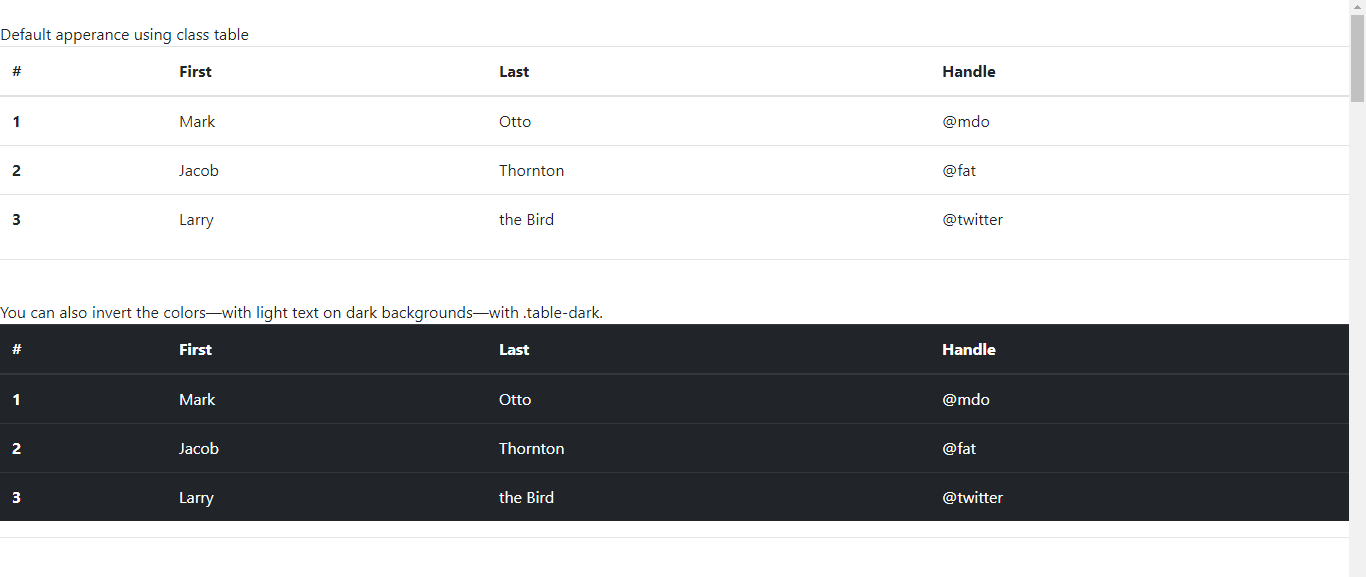 Default apperance using class table
# First Last Handle
1 Mark Otto @mdo
2 Jacob Thornton @fat
3 Larry the Bird @twitter
You can also invert the colors—with light text on dark backgrounds—with .table-dark.
# First Last Handle
1 Mark Otto @mdo
2 Jacob Thornton @fat
3 Larry the Bird @twitter